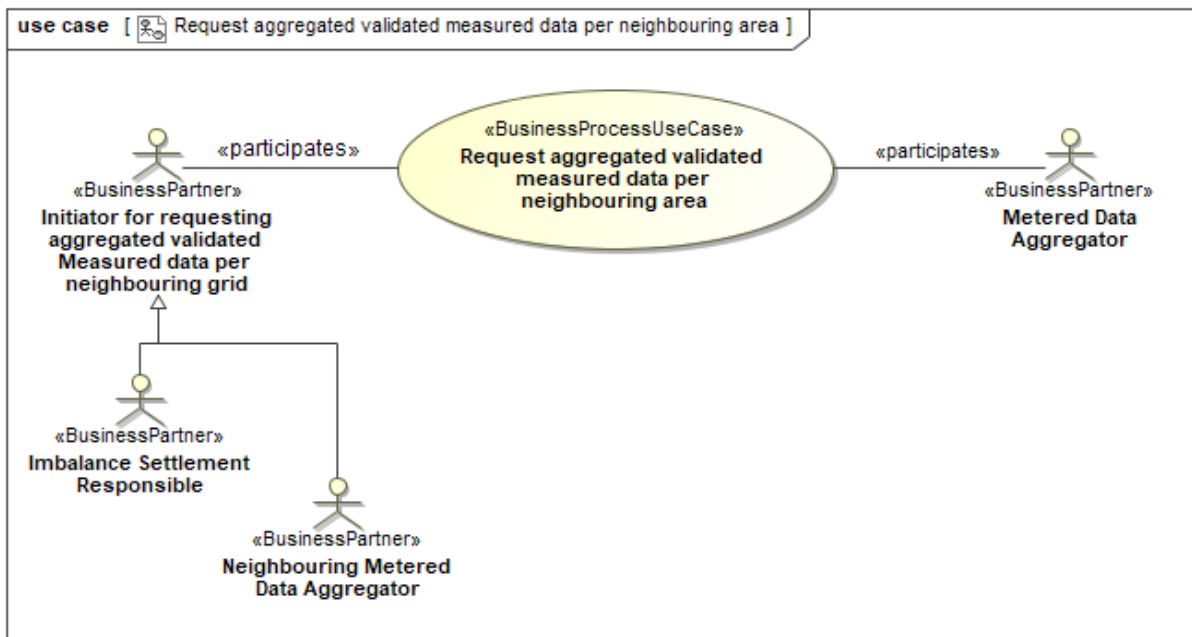 use case [ Request aggregated validated measured data per neighbouring area ]
«BusinessProcessUseCase»
Request aggregated validated
measured data per
neighbouring area
«participates»
«participates»
«BusinessPartner»
Initiator for requesting
aggregated validated
Measured data per
neighbouring grid
«BusinessPartner»
Metered Data
Aggregator
«BusinessPartner»
Imbalance Settlement
Responsible
«BusinessPartner»
Neighbouring Metered
Data Aggregator